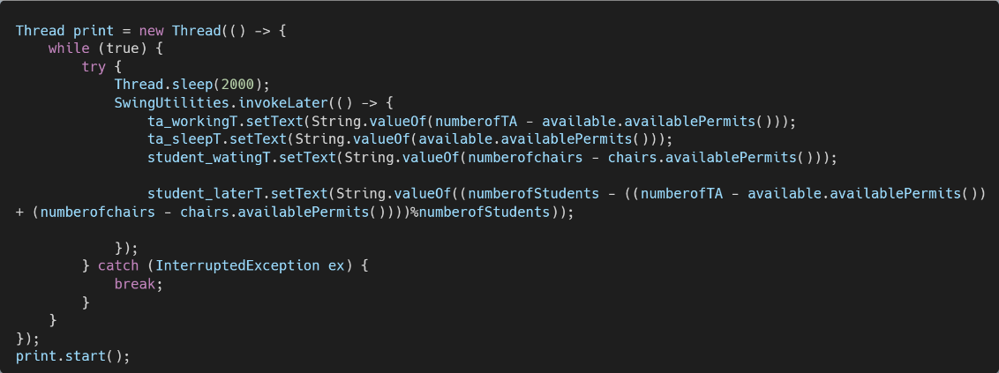 Thread print = new Thread(() -> {
    while (true) {
        try {
            Thread.sleep(2000);
            SwingUtilities.invokeLater(() -> {
                ta_workingT.setText(String.valueOf(numberofTA - available.availablePermits()));
                ta_sleepT.setText(String.valueOf(available.availablePermits()));
                student_watingT.setText(String.valueOf(numberofchairs - chairs.availablePermits()));

                student_laterT.setText(String.valueOf((numberofStudents - ((numberofTA - available.availablePermits())
+ (numberofchairs - chairs.availablePermits())))%numberofStudents));

            });
        } catch (InterruptedException ex) {
            break;
        }
    }
});
print.start();